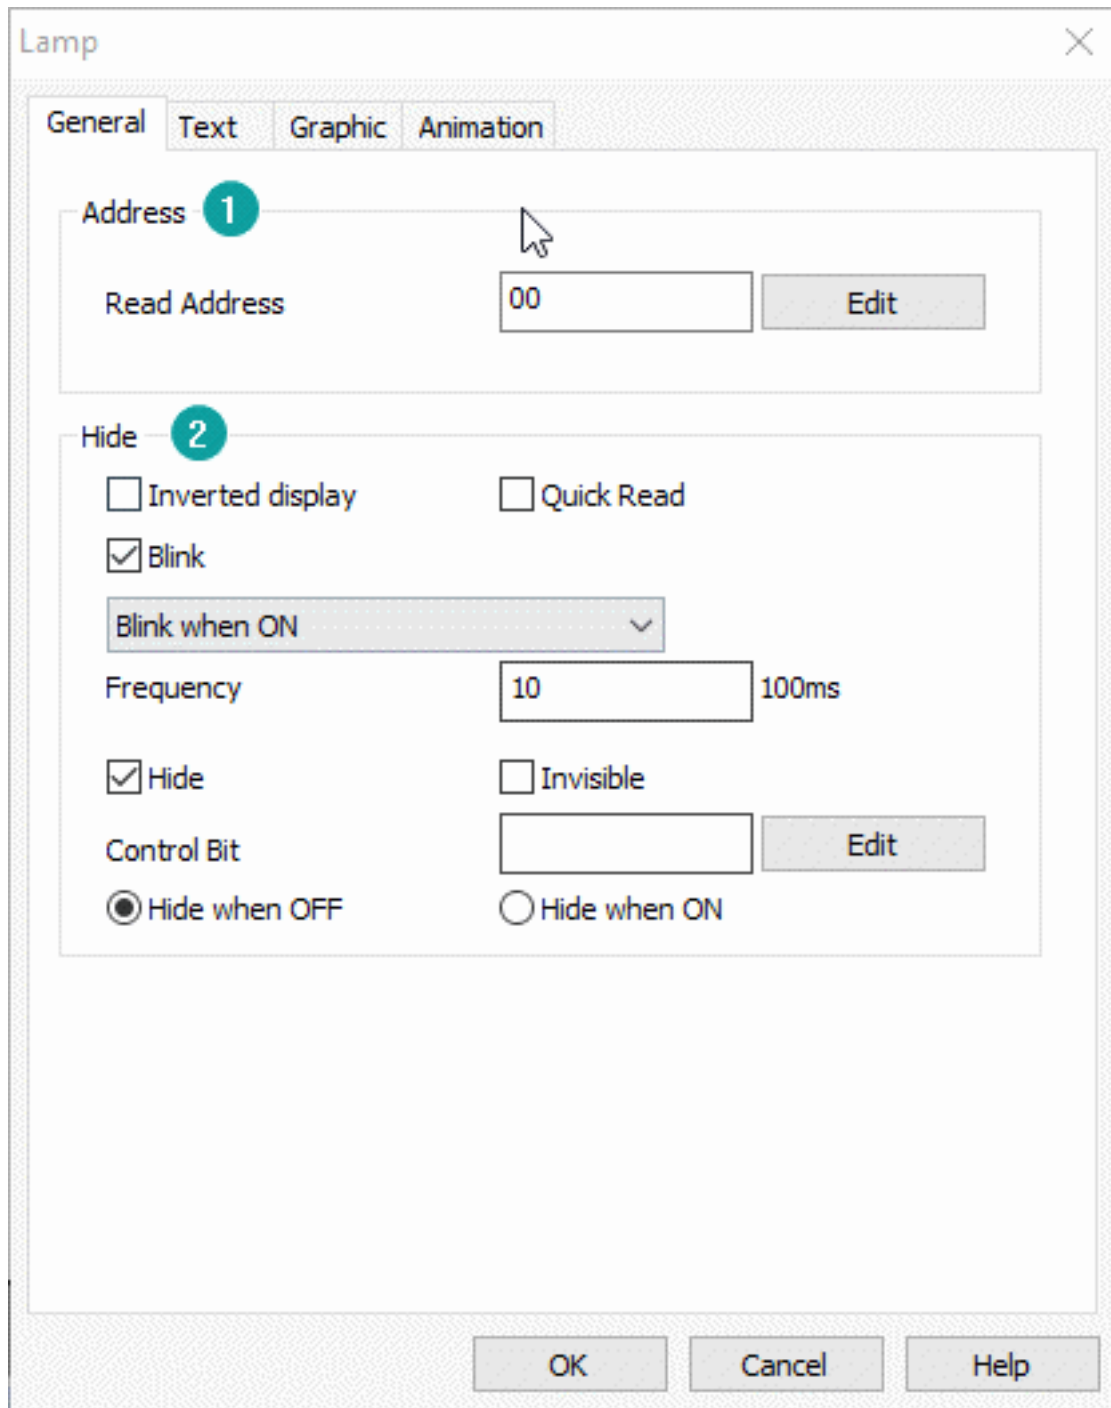 Lamp
General Text Graphic Animation
Address 1
Read Address 00 Edit
Hide 2
Inverted display Quick Read
Blink
Blink when ON
Frequency 10 100ms
Hide Invisible
Control Bit Edit
Hide when OFF Hide when ON
OK Cancel Help